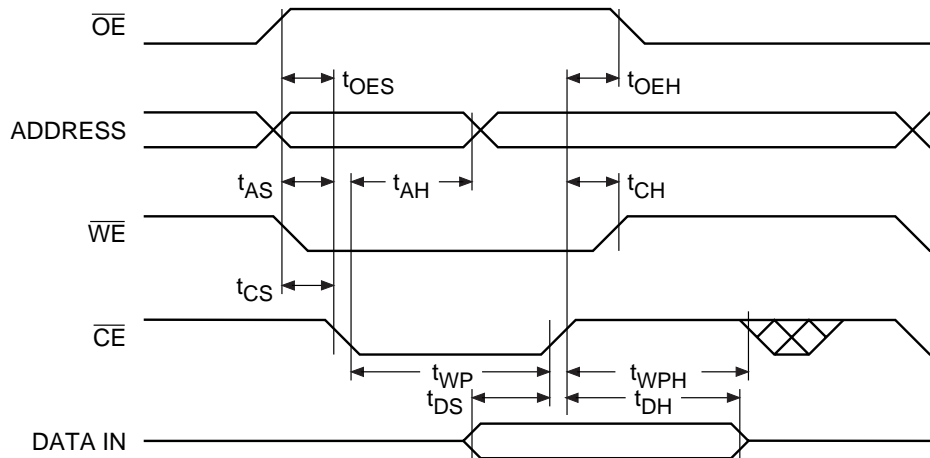 OE
tOES tOEH
ADDRESS
tAS tAH tCH
WE
tCS
CE
tWP tWPH
tDS tDH
DATA IN